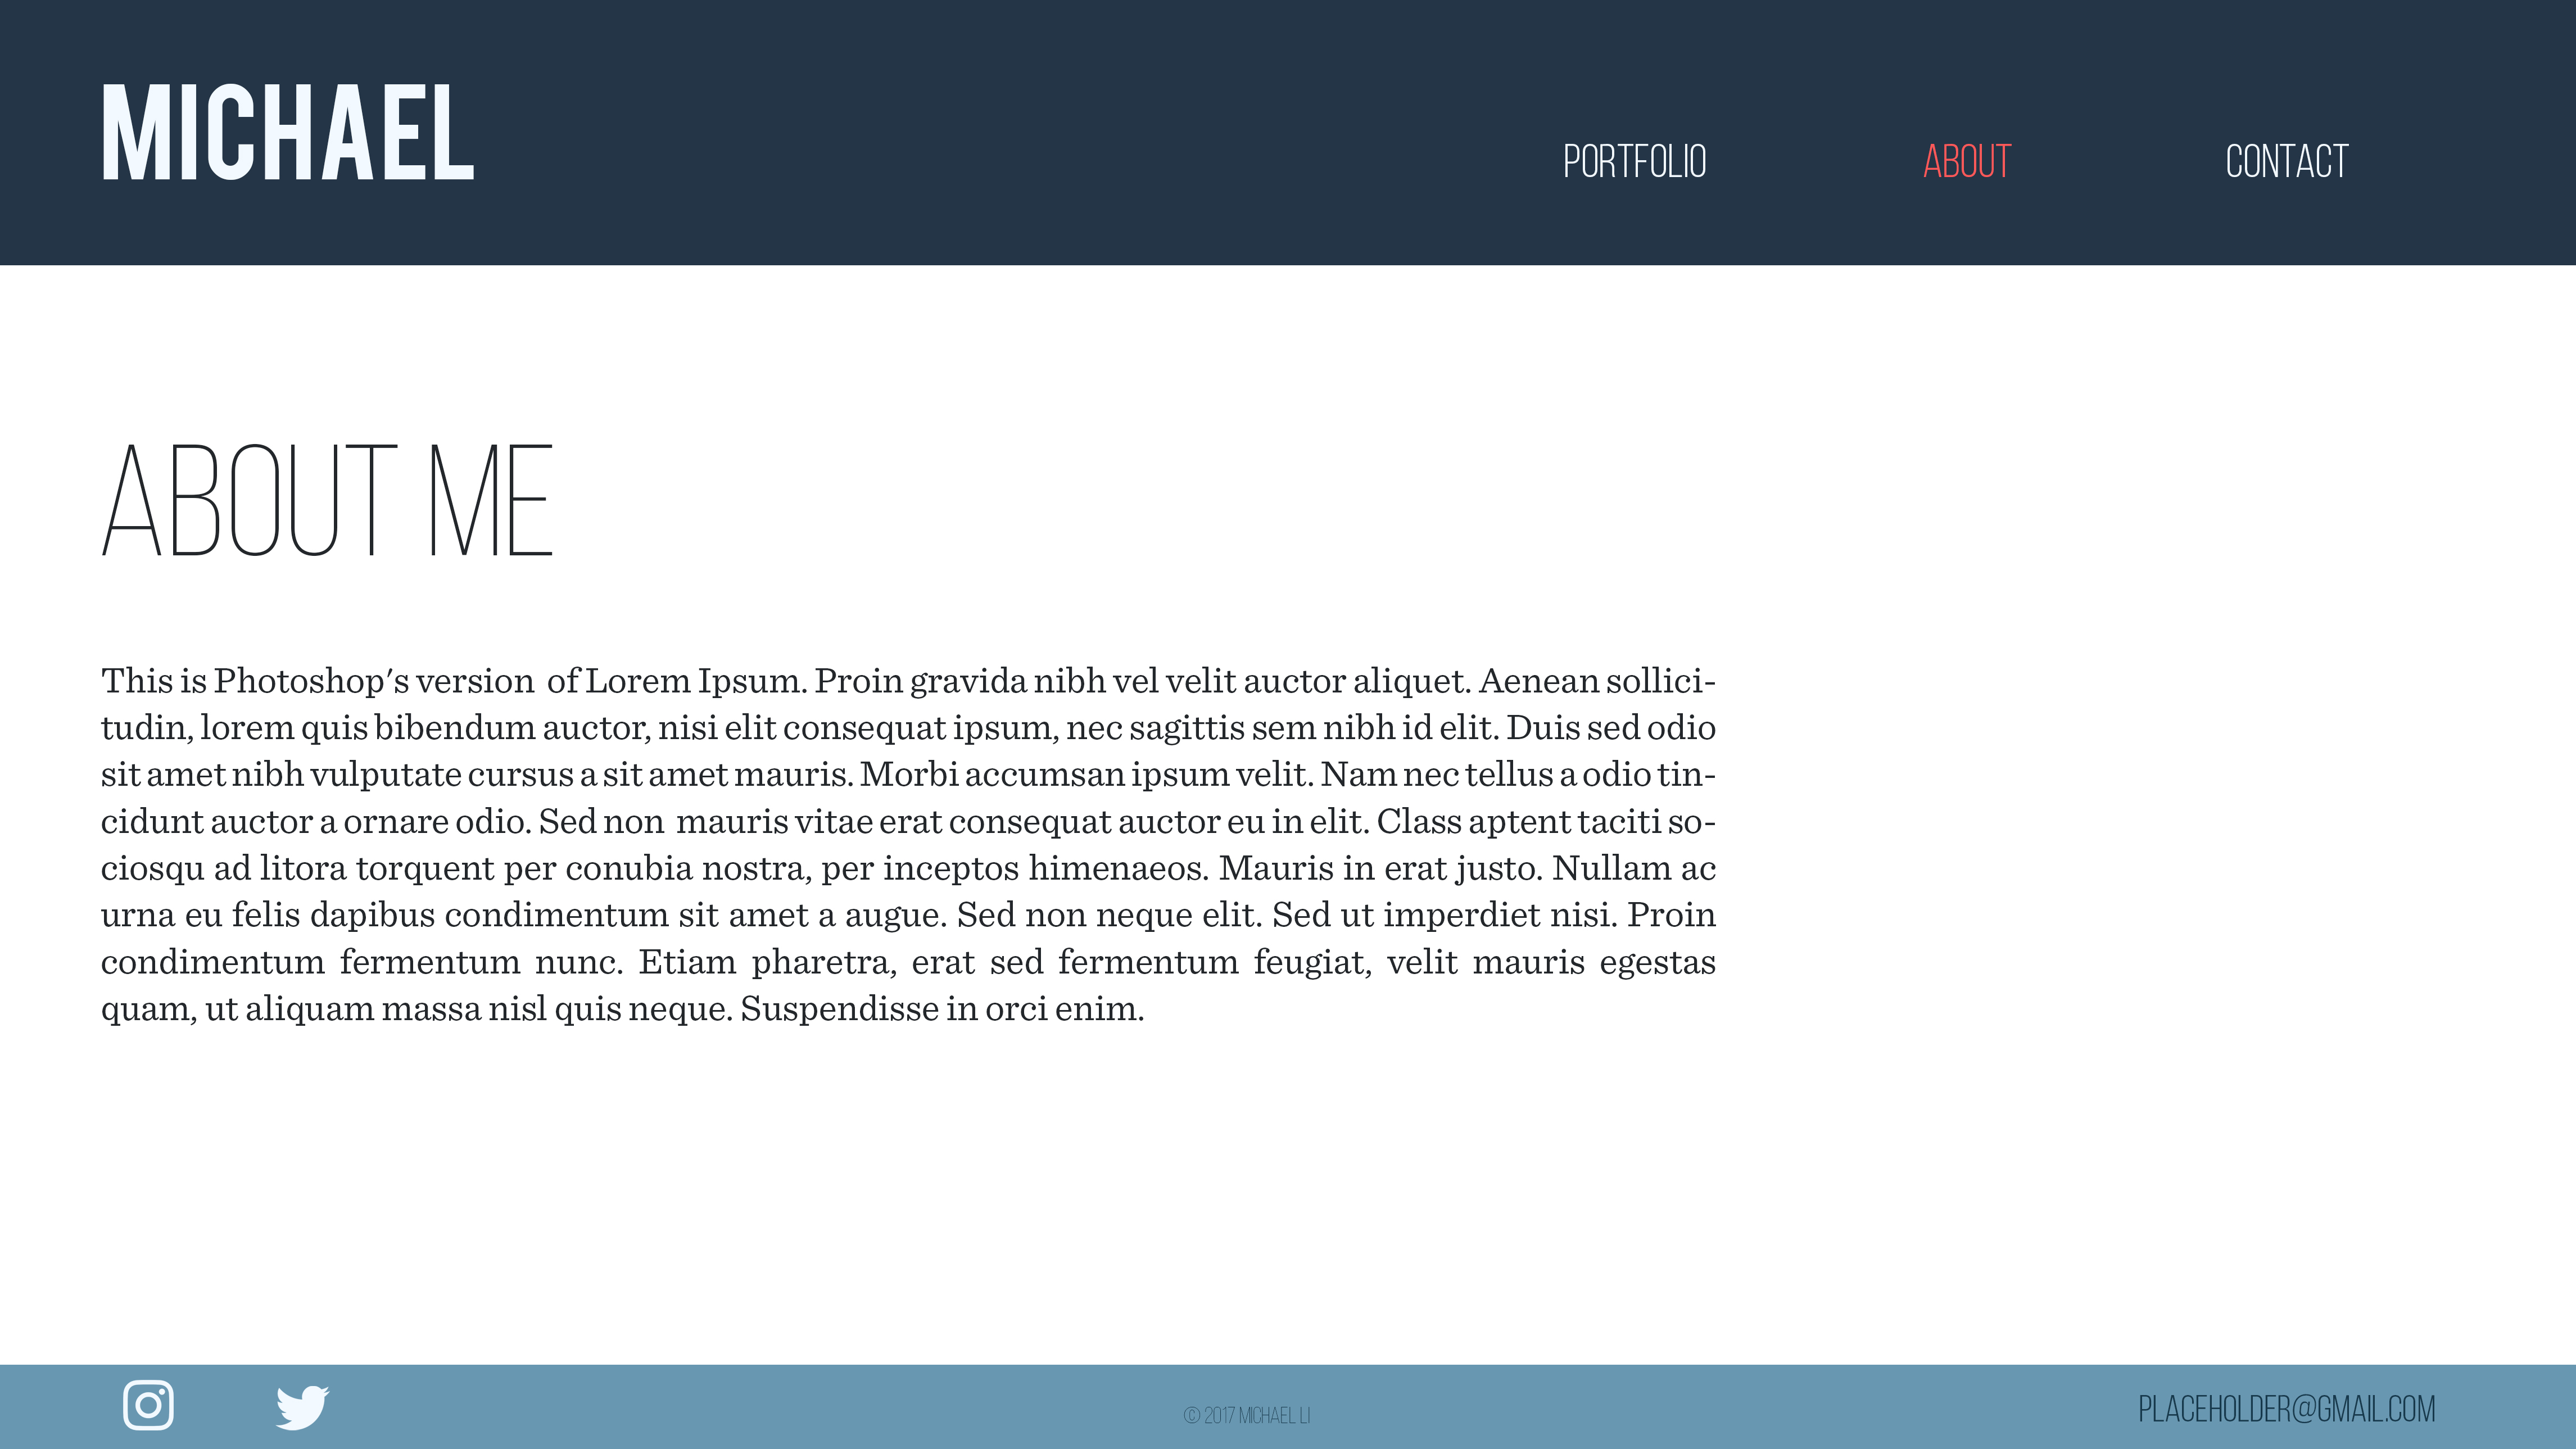 MICHAEL
PORTFOLIO ABOUT CONTACT
ABOUT ME
This is Photoshop's version of Lorem Ipsum. Proin gravida nibh vel velit auctor aliquet. Aenean sollici-
tudin, lorem quis bibendum auctor, nisi elit consequat ipsum, nec sagittis sem nibh id elit. Duis sed odio
sit amet nibh vulputate cursus a sit amet mauris. Morbi accumsan ipsum velit. Nam nec tellus a odio tin-
cidunt auctor a ornare odio. Sed non mauris vitae erat consequat auctor eu in elit. Class aptent taciti so-
ciosqu ad litora torquent per conubia nostra, per inceptos himenaeos. Mauris in erat justo. Nullam ac
urna eu felis dapibus condimentum sit amet a augue. Sed non neque elit. Sed ut imperdiet nisi. Proin
condimentum fermentum nunc. Etiam pharetra, erat sed fermentum feugiat, velit mauris egestas
quam, ut aliquam massa nisl quis neque. Suspendisse in orci enim.
© 2017 MICHAEL LI
PLACEHOLDER@GMAIL.COM